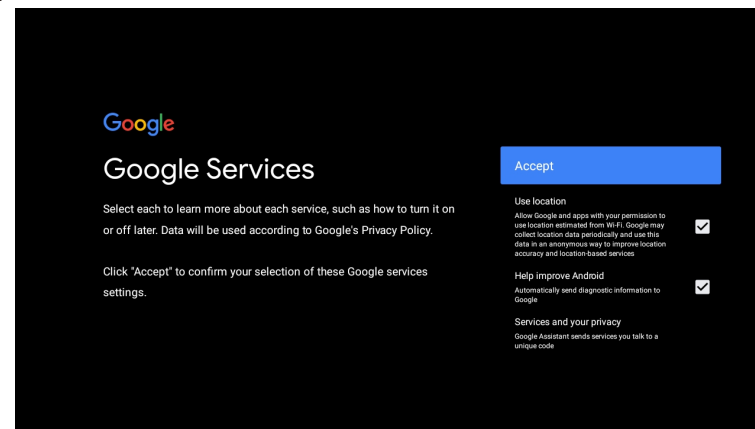 Google
Google Services
Select each to learn more about each service, such as how to turn it on
or off later. Data will be used according to Google's Privacy Policy.
Click "Accept" to confirm your selection of these Google services
settings.
Accept
Use location
Allow Google and apps with your permission to
use location estimated from Wi-Fi. Google may
collect location data periodically and use this
data in an anonymous way to improve location
accuracy and location-based services
Help improve Android
Automatically send diagnostic information to
Google
Services and your privacy
Google Assistant sends services you talk to a
unique code